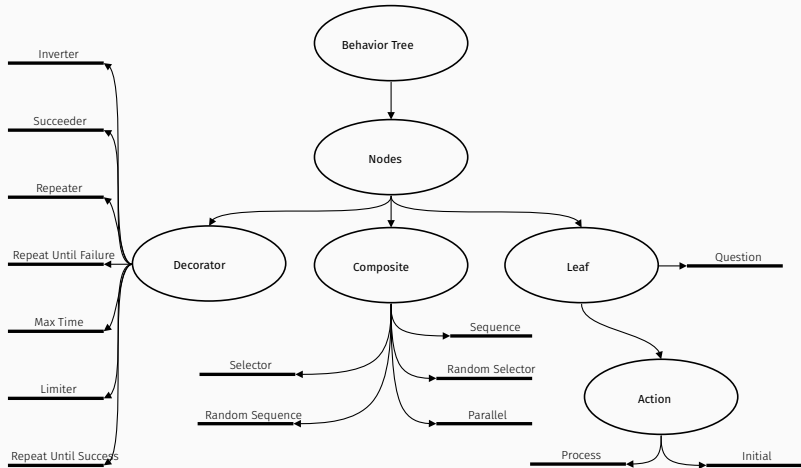 Behavior Tree
Inverter
Succeeder
Nodes
Repeater
Repeat Until Failure
Decorator
Composite
Leaf
Question
Max Time
Sequence
Selector
Random Selector
Limiter
Action
Random Sequence
Parallel
Repeat Until Success
Process
Initial